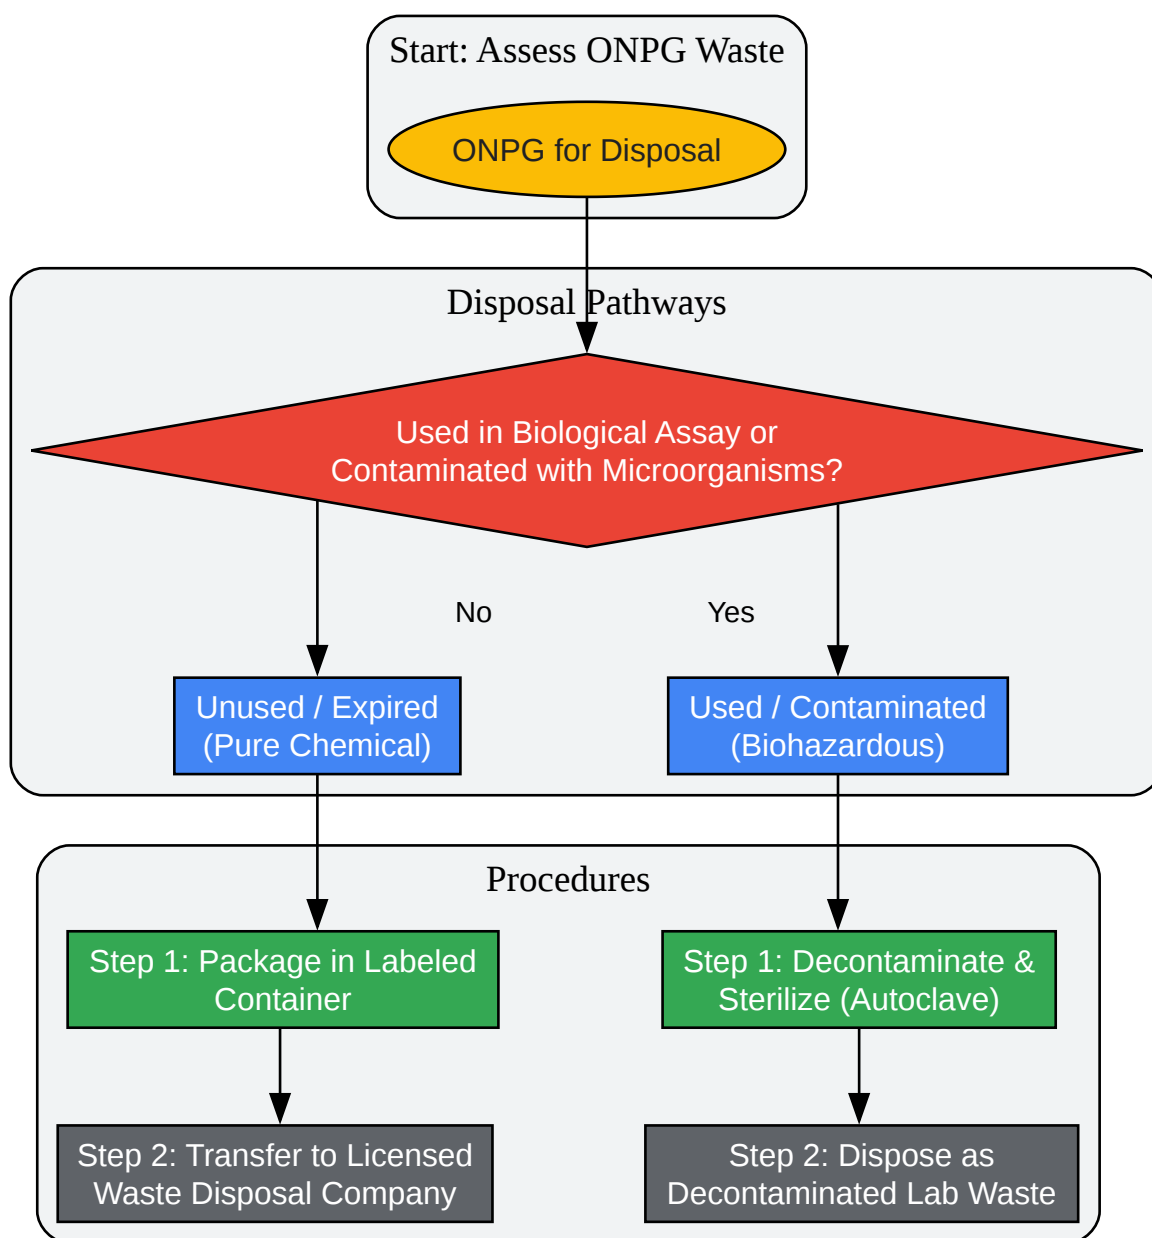 Start: Assess ONPG Waste
ONPG for Disposal
Disposal Pathways
Used in Biological Assay or
Contaminated with Microorganisms?
No
Yes
Unused / Expired
(Pure Chemical)
Used / Contaminated
(Biohazardous)
Procedures
Step 1: Package in Labeled
Container
Step 1: Decontaminate &
Sterilize (Autoclave)
Step 2: Transfer to Licensed
Waste Disposal Company
Step 2: Dispose as
Decontaminated Lab Waste